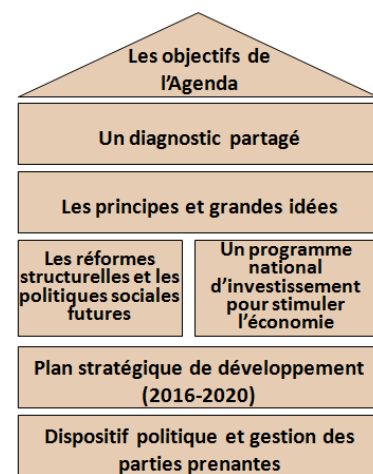 Les objectifs de
l'Agenda
Un diagnostic partagé
Les principes et grandes idées
Les réformes
structurelles et les
politiques sociales
futures
Un programme
national
d'investissement
pour stimuler
l'économie
Plan stratégique de développement
(2016-2020)
Dispositif politique et gestion des
parties prenantes